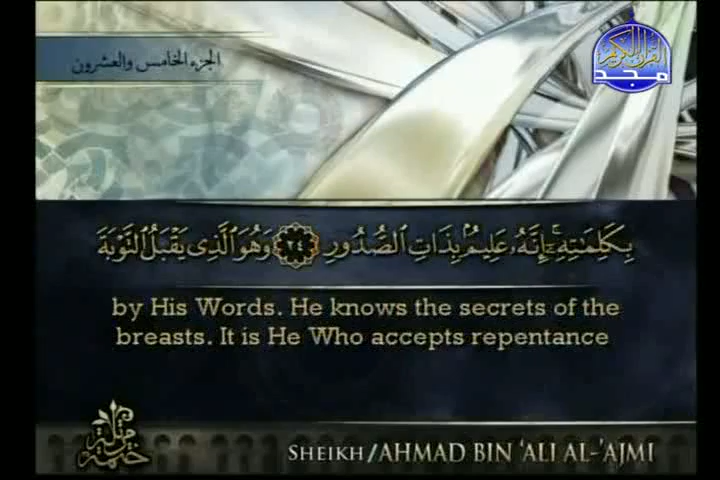 الجزء الخامس والعشرون
القرآن الكريم
مجد
بِكَلِمَٰتِهِۦٓ ۚ إِنَّهُۥ عَلِيمٌۢ بِذَاتِ ٱلصُّدُورِ ٢٤ وَهُوَ ٱلَّذِى يَقْبَلُ ٱلتَّوْبَةَ
by His Words. He knows the secrets of the
breasts. It is He Who accepts repentance
SHEIKH/AHMAD BIN 'ALI AL-'AJMI